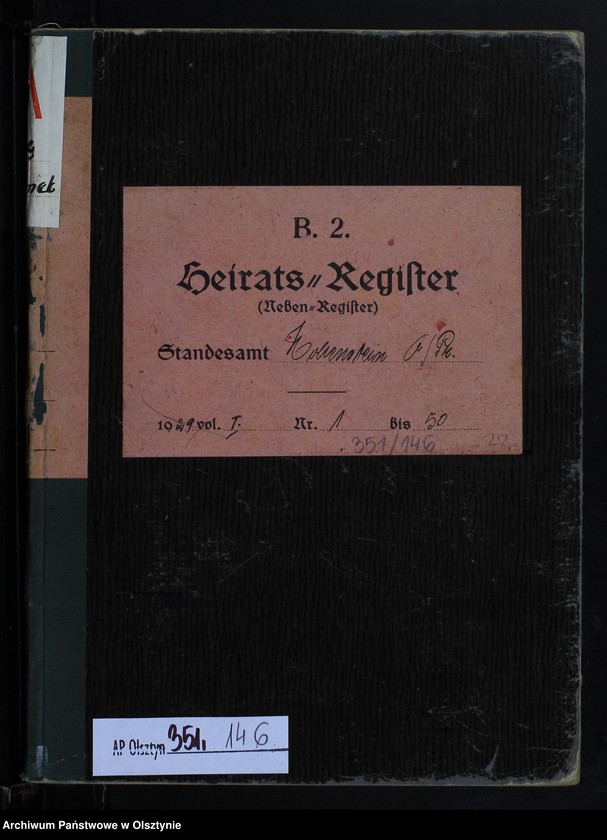 B. 2.
Heirats-Register
(Neben-Register)
Standesamt Hohenstein O/Pr.
1929 vol. I. Nr. 1 bis 50
351/146 22.
AP Olsztyn 351, 146
Archiwum Państwowe w Olsztynie